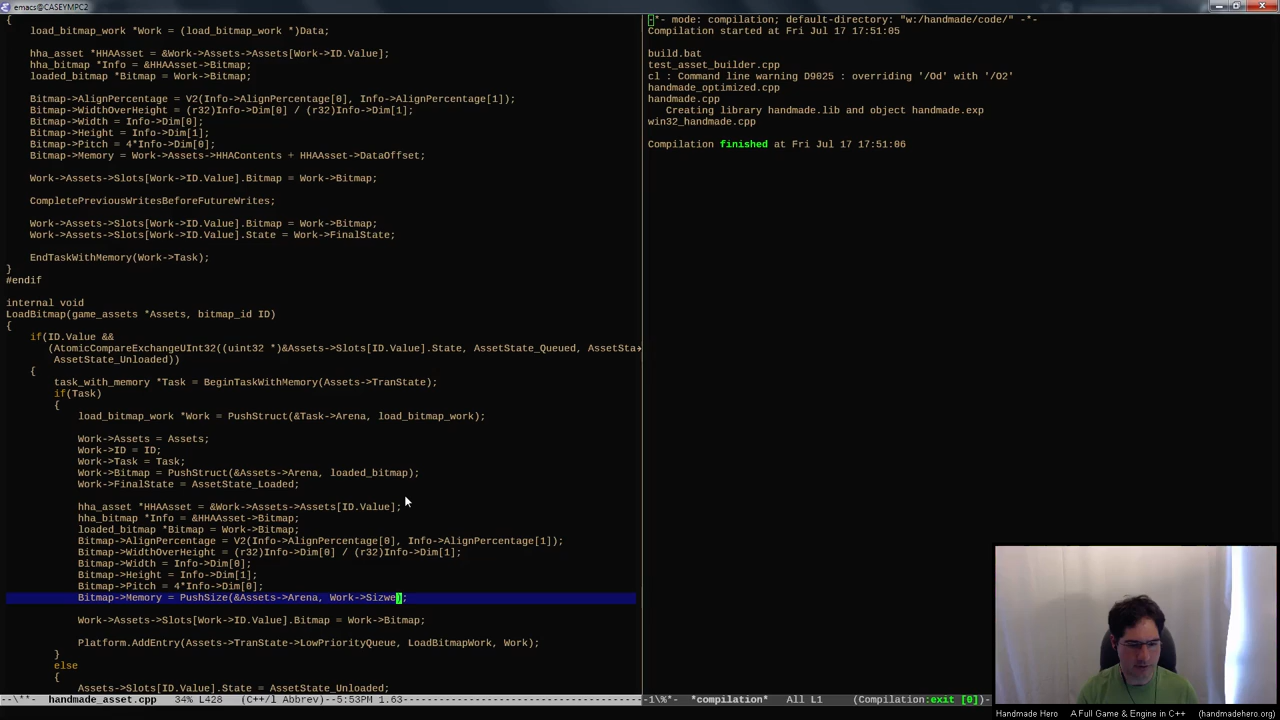 emacs@CASEYMPC2
{
    load_bitmap_work *Work = (load_bitmap_work *)Data;
    hha_asset *HHAAsset = &Work->Assets->Assets[Work->ID.Value];
    hha_bitmap *Info = &HHAAsset->Bitmap;
    loaded_bitmap *Bitmap = Work->Bitmap;
    Bitmap->AlignPercentage = V2(Info->AlignPercentage[0], Info->AlignPercentage[1]);
    Bitmap->WidthOverHeight = (r32)Info->Dim[0] / (r32)Info->Dim[1];
    Bitmap->Width = Info->Dim[0];
    Bitmap->Height = Info->Dim[1];
    Bitmap->Pitch = 4*Info->Dim[0];
    Bitmap->Memory = Work->Assets->HHAContents + HHAAsset->DataOffset;
    Work->Assets->Slots[Work->ID.Value].Bitmap = Work->Bitmap;
    CompletePreviousWritesBeforeFutureWrites;
    Work->Assets->Slots[Work->ID.Value].Bitmap = Work->Bitmap;
    Work->Assets->Slots[Work->ID.Value].State = Work->FinalState;
    EndTaskWithMemory(Work->Task);
}
#endif
internal void
LoadBitmap(game_assets *Assets, bitmap_id ID)
{
    if(ID.Value &&
       (AtomicCompareExchangeUInt32((uint32 *)&Assets->Slots[ID.Value].State, AssetState_Queued, AssetSta→
        AssetState_Unloaded))
    {
        task_with_memory *Task = BeginTaskWithMemory(Assets->TranState);
        if(Task)
        {
            load_bitmap_work *Work = PushStruct(&Task->Arena, load_bitmap_work);
            Work->Assets = Assets;
            Work->ID = ID;
            Work->Task = Task;
            Work->Bitmap = PushStruct(&Assets->Arena, loaded_bitmap);
            Work->FinalState = AssetState_Loaded;
            hha_asset *HHAAsset = &Work->Assets->Assets[ID.Value];
            hha_bitmap *Info = &HHAAsset->Bitmap;
            loaded_bitmap *Bitmap = Work->Bitmap;
            Bitmap->AlignPercentage = V2(Info->AlignPercentage[0], Info->AlignPercentage[1]);
            Bitmap->WidthOverHeight = (r32)Info->Dim[0] / (r32)Info->Dim[1];
            Bitmap->Width = Info->Dim[0];
            Bitmap->Height = Info->Dim[1];
            Bitmap->Pitch = 4*Info->Dim[0];
            Bitmap->Memory = PushSize(&Assets->Arena, Work->Sizwe);
            Work->Assets->Slots[Work->ID.Value].Bitmap = Work->Bitmap;
            Platform.AddEntry(Assets->TranState->LowPriorityQueue, LoadBitmapWork, Work);
        }
        else
        {
            Assets->Slots[ID.Value].State = AssetState_Unloaded;
--\**-  handmade_asset.cpp   34% L428   (C++/l Abbrev)--5:53PM 1.63
-*- mode: compilation; default-directory: "w:/handmade/code/" -*-
Compilation started at Fri Jul 17 17:51:05
build.bat
test_asset_builder.cpp
cl : Command line warning D9025 : overriding '/Od' with '/O2'
handmade_optimized.cpp
handmade.cpp
   Creating library handmade.lib and object handmade.exp
win32_handmade.cpp
Compilation finished at Fri Jul 17 17:51:06
-1\%*-  *compilation*   All L1     (Compilation:exit [0])-
Handmade Hero   A Full Game & Engine in C++   (handmadehero.org)